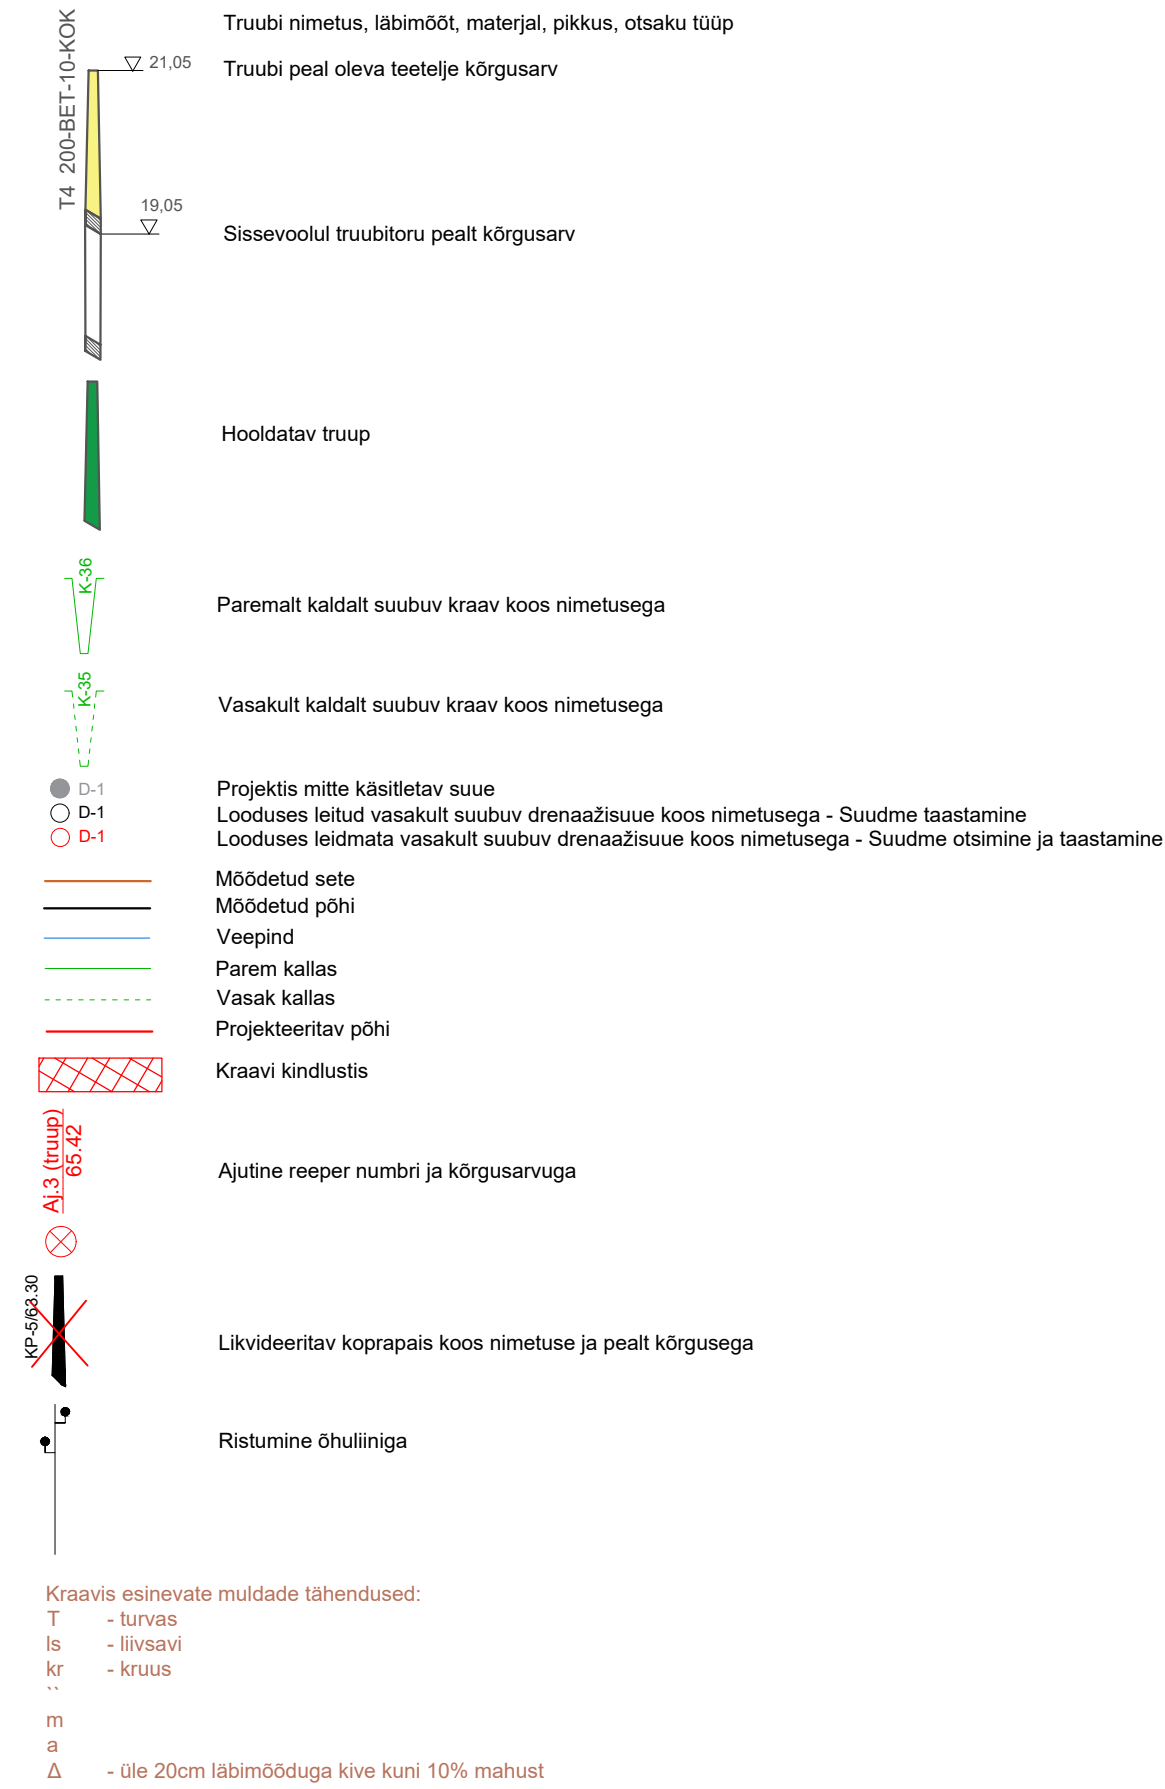 Truubi nimetus, läbimõõt, materjal, pikkus, otsaku tüüp
T4 200-BET-10-KOK
21,05
Truubi peal oleva teetelje kõrgusarv
19,05
Sissevoolul truubitoru pealt kõrgusarv
Hooldatav truup
K-36
Paremalt kaldalt suubuv kraav koos nimetusega
K-35
Vasakult kaldalt suubuv kraav koos nimetusega
D-1 Projektis mitte käsitletav suue
D-1 Looduses leitud vasakult suubuv drenaažisuue koos nimetusega - Suudme taastamine
D-1 Looduses leidmata vasakult suubuv drenaažisuue koos nimetusega - Suudme otsimine ja taastamine
Mõõdetud sete
Mõõdetud põhi
Veepind
Parem kallas
Vasak kallas
Projekteeritav põhi
Kraavi kindlustis
Aj.3 (truup)
65.42
Ajutine reeper numbri ja kõrgusarvuga
KP-5/63.30
Likvideeritav koprapais koos nimetuse ja pealt kõrgusega
Ristumine õhuliiniga
Kraavis esinevate muldade tähendused:
T - turvas
ls - liivsavi
kr - kruus
``
m
a
Δ - üle 20cm läbimõõduga kive kuni 10% mahust